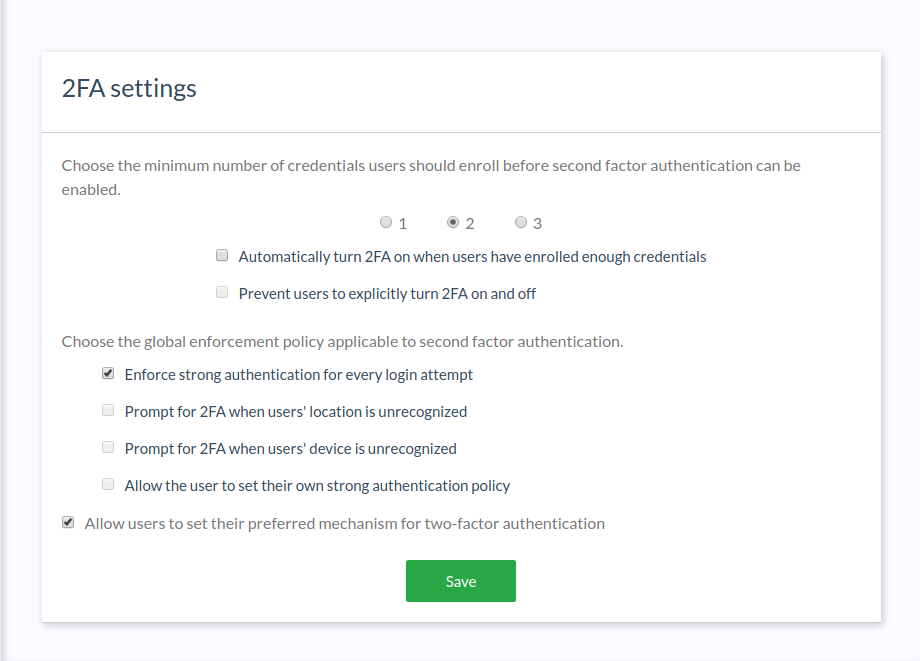 2FA settings
Choose the minimum number of credentials users should enroll before second factor authentication can be
enabled.
1 2 3
Automatically turn 2FA on when users have enrolled enough credentials
Prevent users to explicitly turn 2FA on and off
Choose the global enforcement policy applicable to second factor authentication.
Enforce strong authentication for every login attempt
Prompt for 2FA when users' location is unrecognized
Prompt for 2FA when users' device is unrecognized
Allow the user to set their own strong authentication policy
Allow users to set their preferred mechanism for two-factor authentication
Save